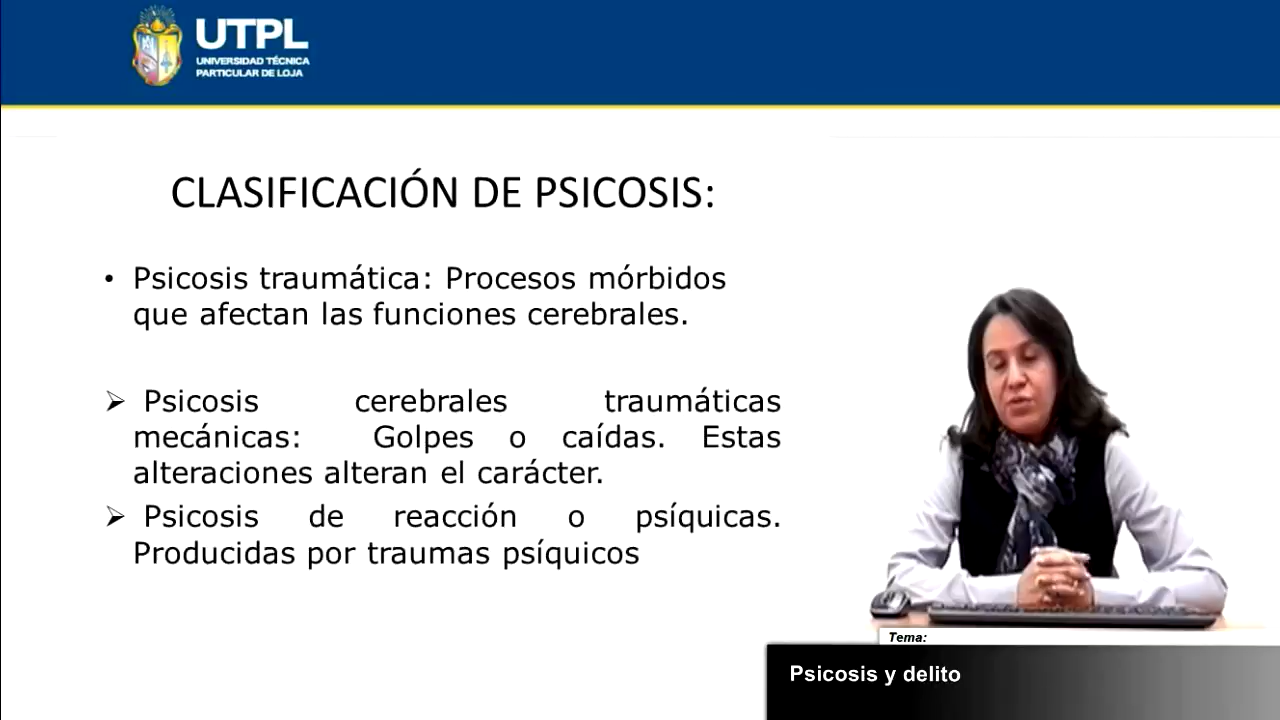 UTPL
UNIVERSIDAD TÉCNICA
PARTICULAR DE LOJA
CLASIFICACIÓN DE PSICOSIS:
• Psicosis traumática: Procesos mórbidos
que afectan las funciones cerebrales.
➢ Psicosis cerebrales traumáticas
mecánicas: Golpes o caídas. Estas
alteraciones alteran el carácter.
➢ Psicosis de reacción o psíquicas.
Producidas por traumas psíquicos
Tema:
Psicosis y delito